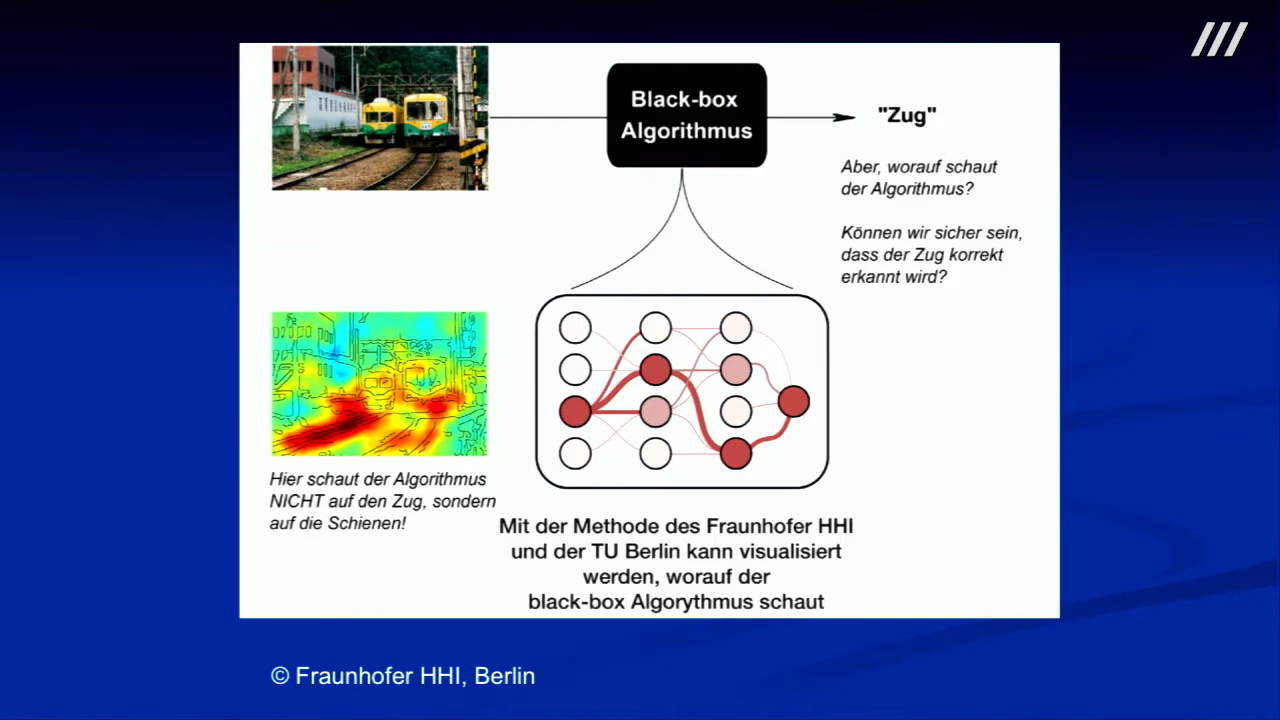 Black-box
Algorithmus
"Zug"
Aber, worauf schaut
der Algorithmus?
Können wir sicher sein,
dass der Zug korrekt
erkannt wird?
Hier schaut der Algorithmus
NICHT auf den Zug, sondern
auf die Schienen!
Mit der Methode des Fraunhofer HHI
und der TU Berlin kann visualisiert
werden, worauf der
black-box Algorythmus schaut
© Fraunhofer HHI, Berlin